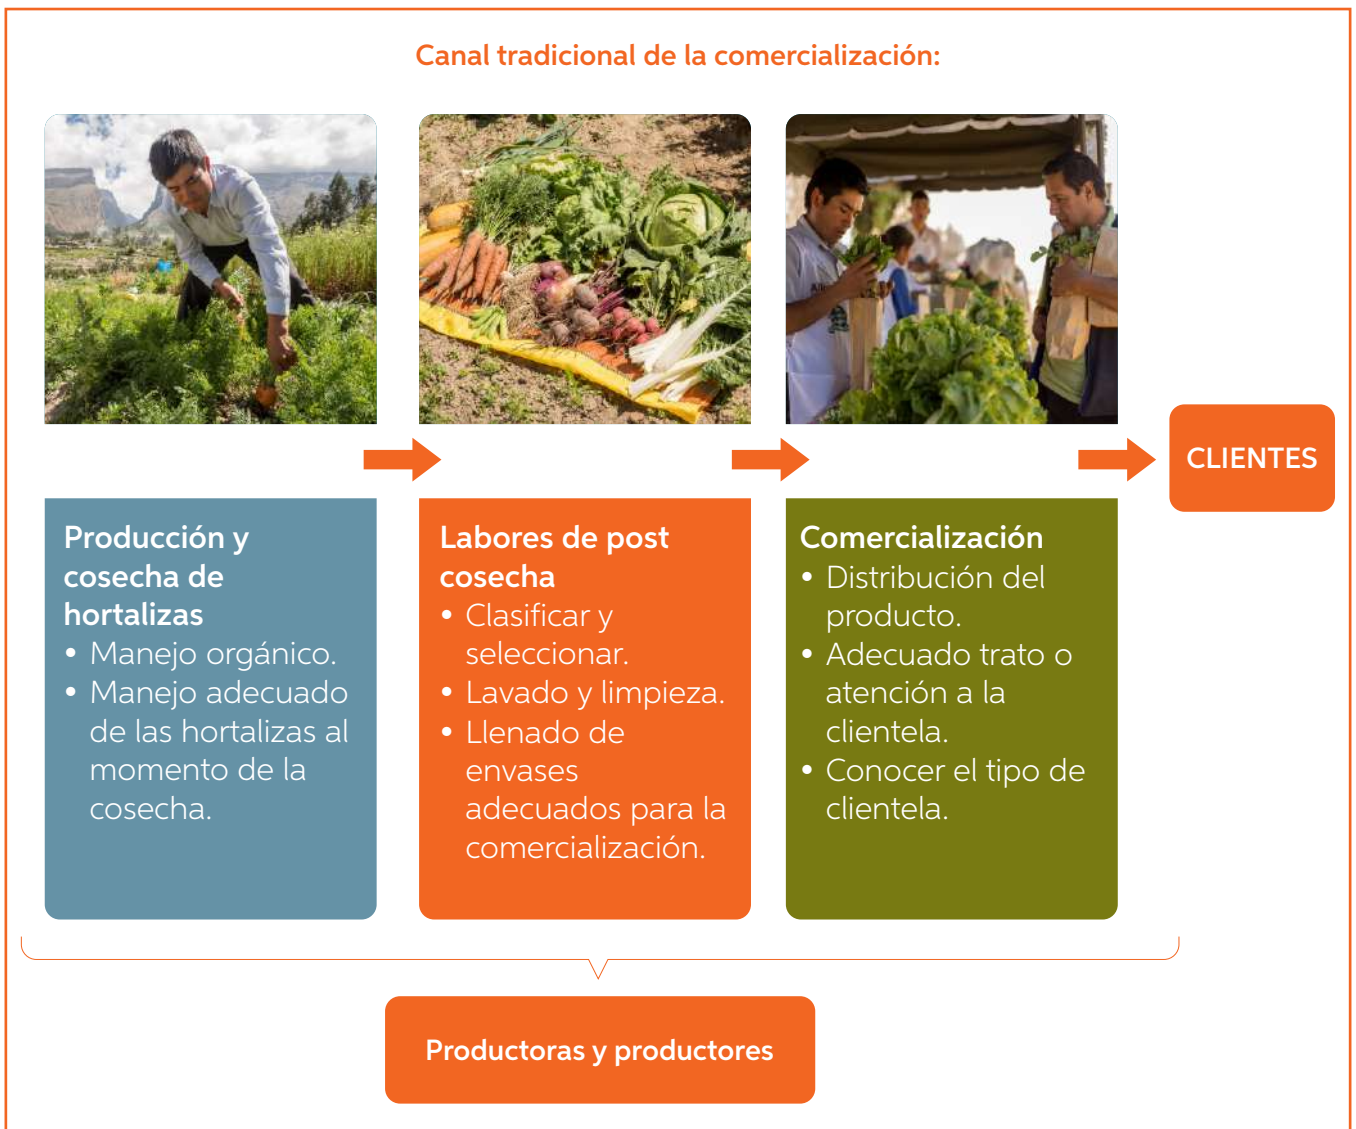 Canal tradicional de la comercialización:
CLIENTES
Producción y
cosecha de
hortalizas
• Manejo orgánico.
• Manejo adecuado
de las hortalizas al
momento de la
cosecha.
Labores de post
cosecha
• Clasificar y
seleccionar.
• Lavado y limpieza.
• Llenado de
envases
adecuados para la
comercialización.
Comercialización
• Distribución del
producto.
• Adecuado trato o
atención a la
clientela.
• Conocer el tipo de
clientela.
Productoras y productores